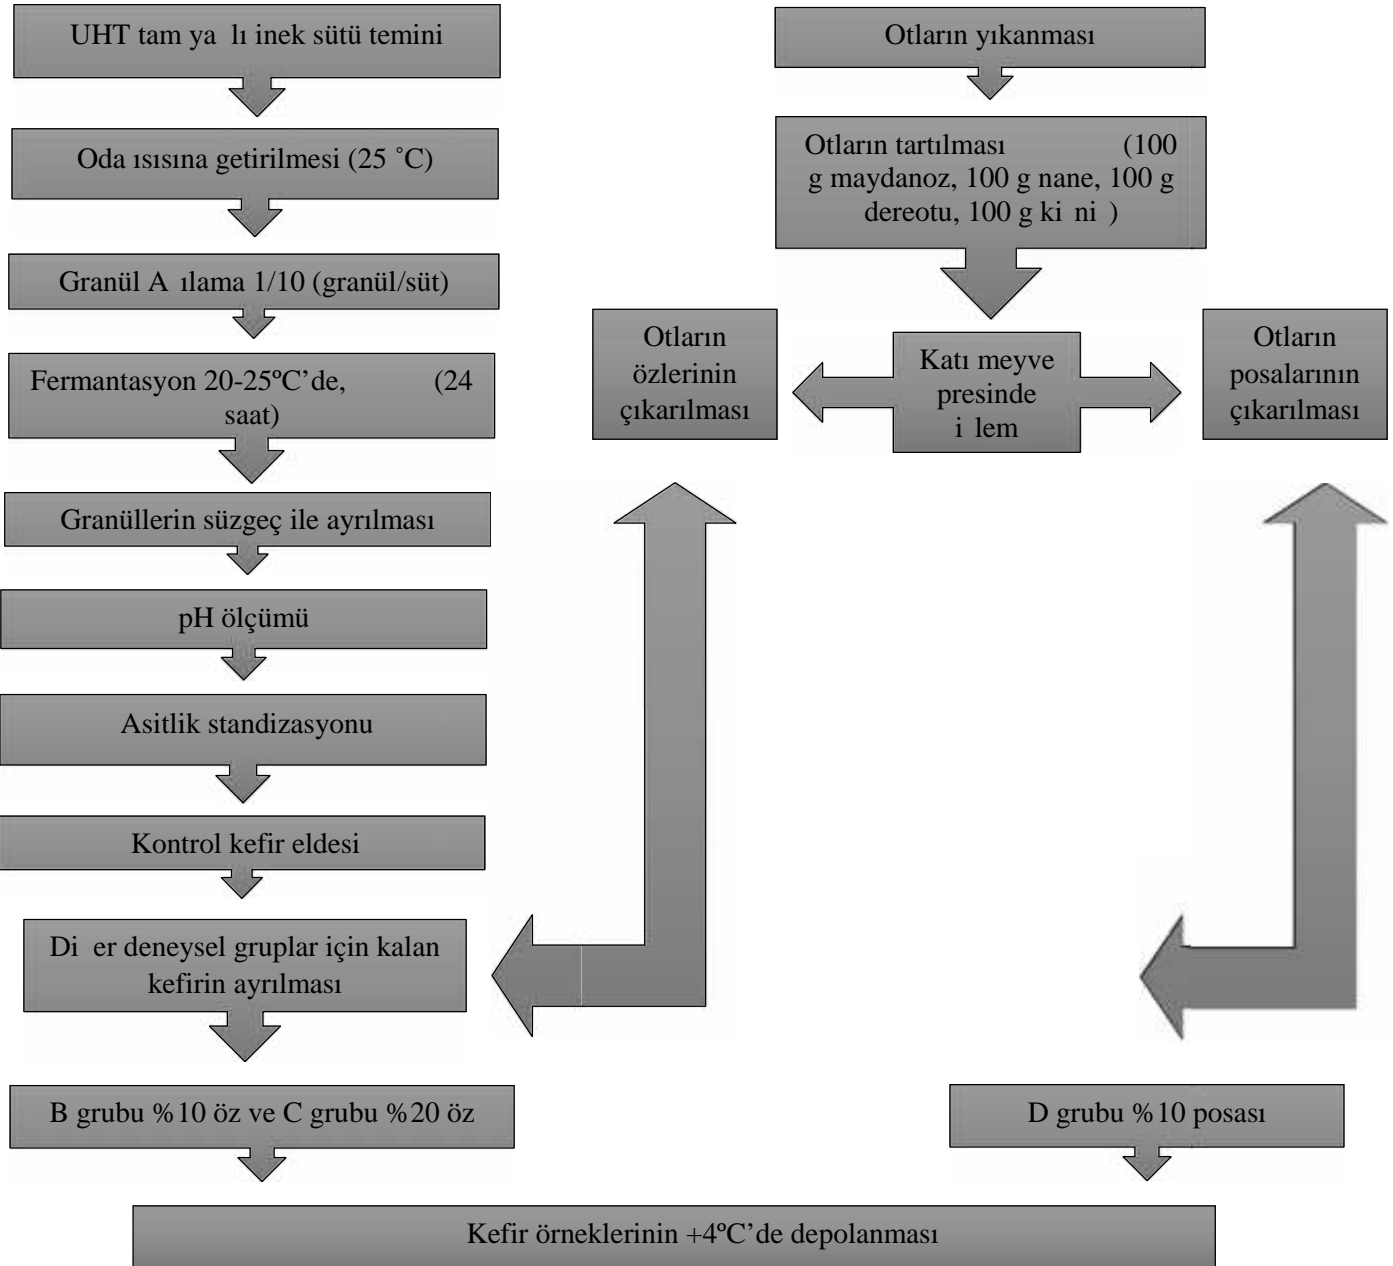 UHT tam ya lı inek sütü temini
Oda ısısına getirilmesi (25 ˚C)
Granül A ılama 1/10 (granül/süt)
Fermantasyon 20-25ºC’de, (24
saat)
Granüllerin süzgeç ile ayrılması
pH ölçümü
Asitlik standizasyonu
Kontrol kefir eldesi
Di er deneysel gruplar için kalan
kefirin ayrılması
B grubu %10 öz ve C grubu %20 öz
Otların yıkanması
Otların tartılması (100
g maydanoz, 100 g nane, 100 g
dereotu, 100 g ki ni )
Otların
özlerinin
çıkarılması
Katı meyve
presinde
i lem
Otların
posalarının
çıkarılması
D grubu %10 posası
Kefir örneklerinin +4ºC’de depolanması